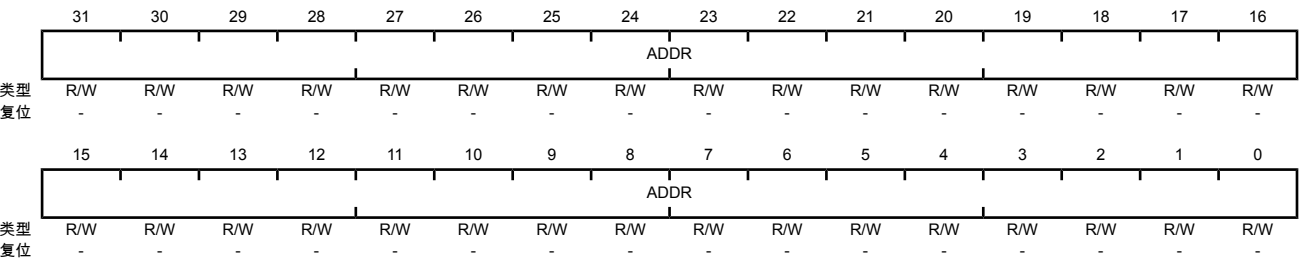 31 30 29 28 27 26 25 24 23 22 21 20 19 18 17 16
ADDR
类型 R/W R/W R/W R/W R/W R/W R/W R/W R/W R/W R/W R/W R/W R/W R/W R/W
复位 - - - - - - - - - - - - - - - -
15 14 13 12 11 10 9 8 7 6 5 4 3 2 1 0
ADDR
类型 R/W R/W R/W R/W R/W R/W R/W R/W R/W R/W R/W R/W R/W R/W R/W R/W
复位 - - - - - - - - - - - - - - - -